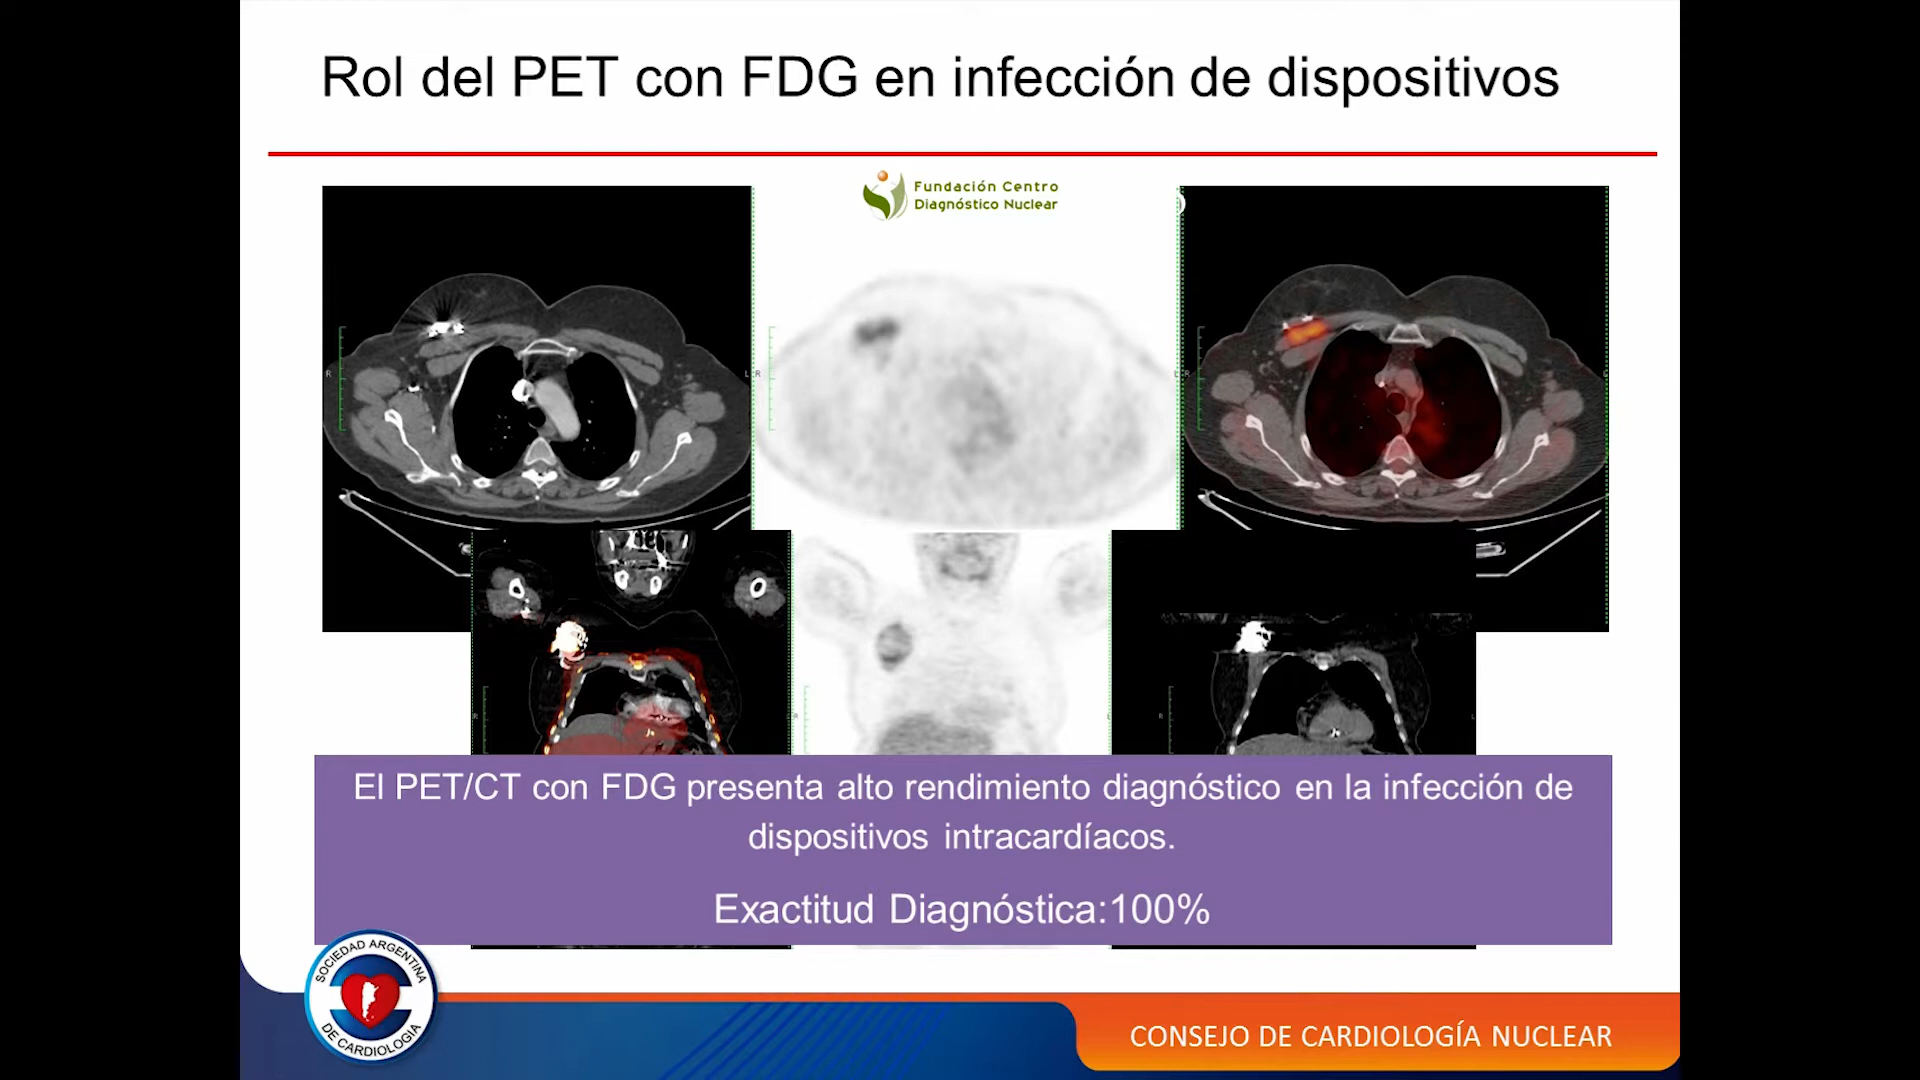 Rol del PET con FDG en infección de dispositivos
Fundación Centro
Diagnóstico Nuclear
R
L
R
L
R
L
R
R
L
R
L
El PET/CT con FDG presenta alto rendimiento diagnóstico en la infección de
dispositivos intracardíacos.
Exactitud Diagnóstica:100%
SOCIEDAD ARGENTINA
DE CARDIOLOGIA
CONSEJO DE CARDIOLOGÍA NUCLEAR